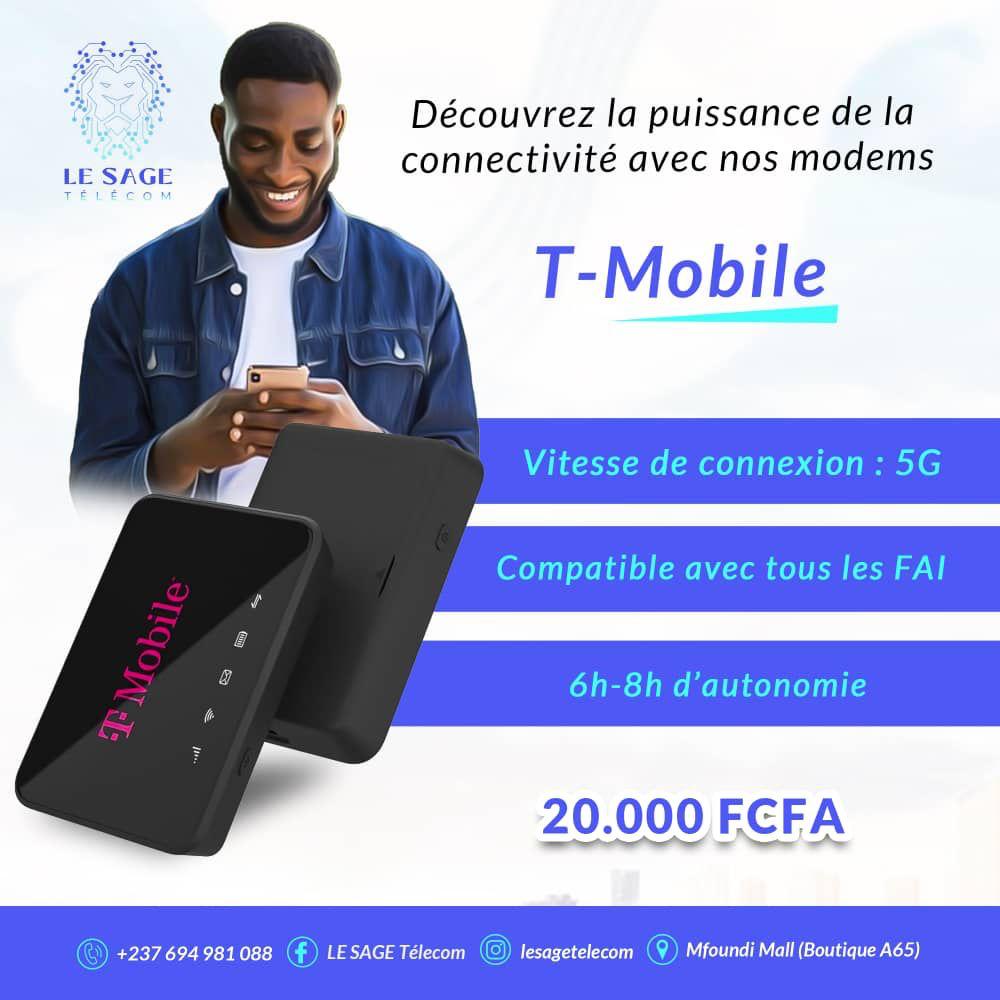 LE SAGE
TÉLÉCOM
Découvrez la puissance de la
connectivité avec nos modems
T-Mobile
Vitesse de connexion : 5G
Compatible avec tous les FAI
6h-8h d’autonomie
T Mobile
20.000 FCFA
+237 694 981 088
LE SAGE Télecom
lesagetelecom
Mfoundi Mall (Boutique A65)